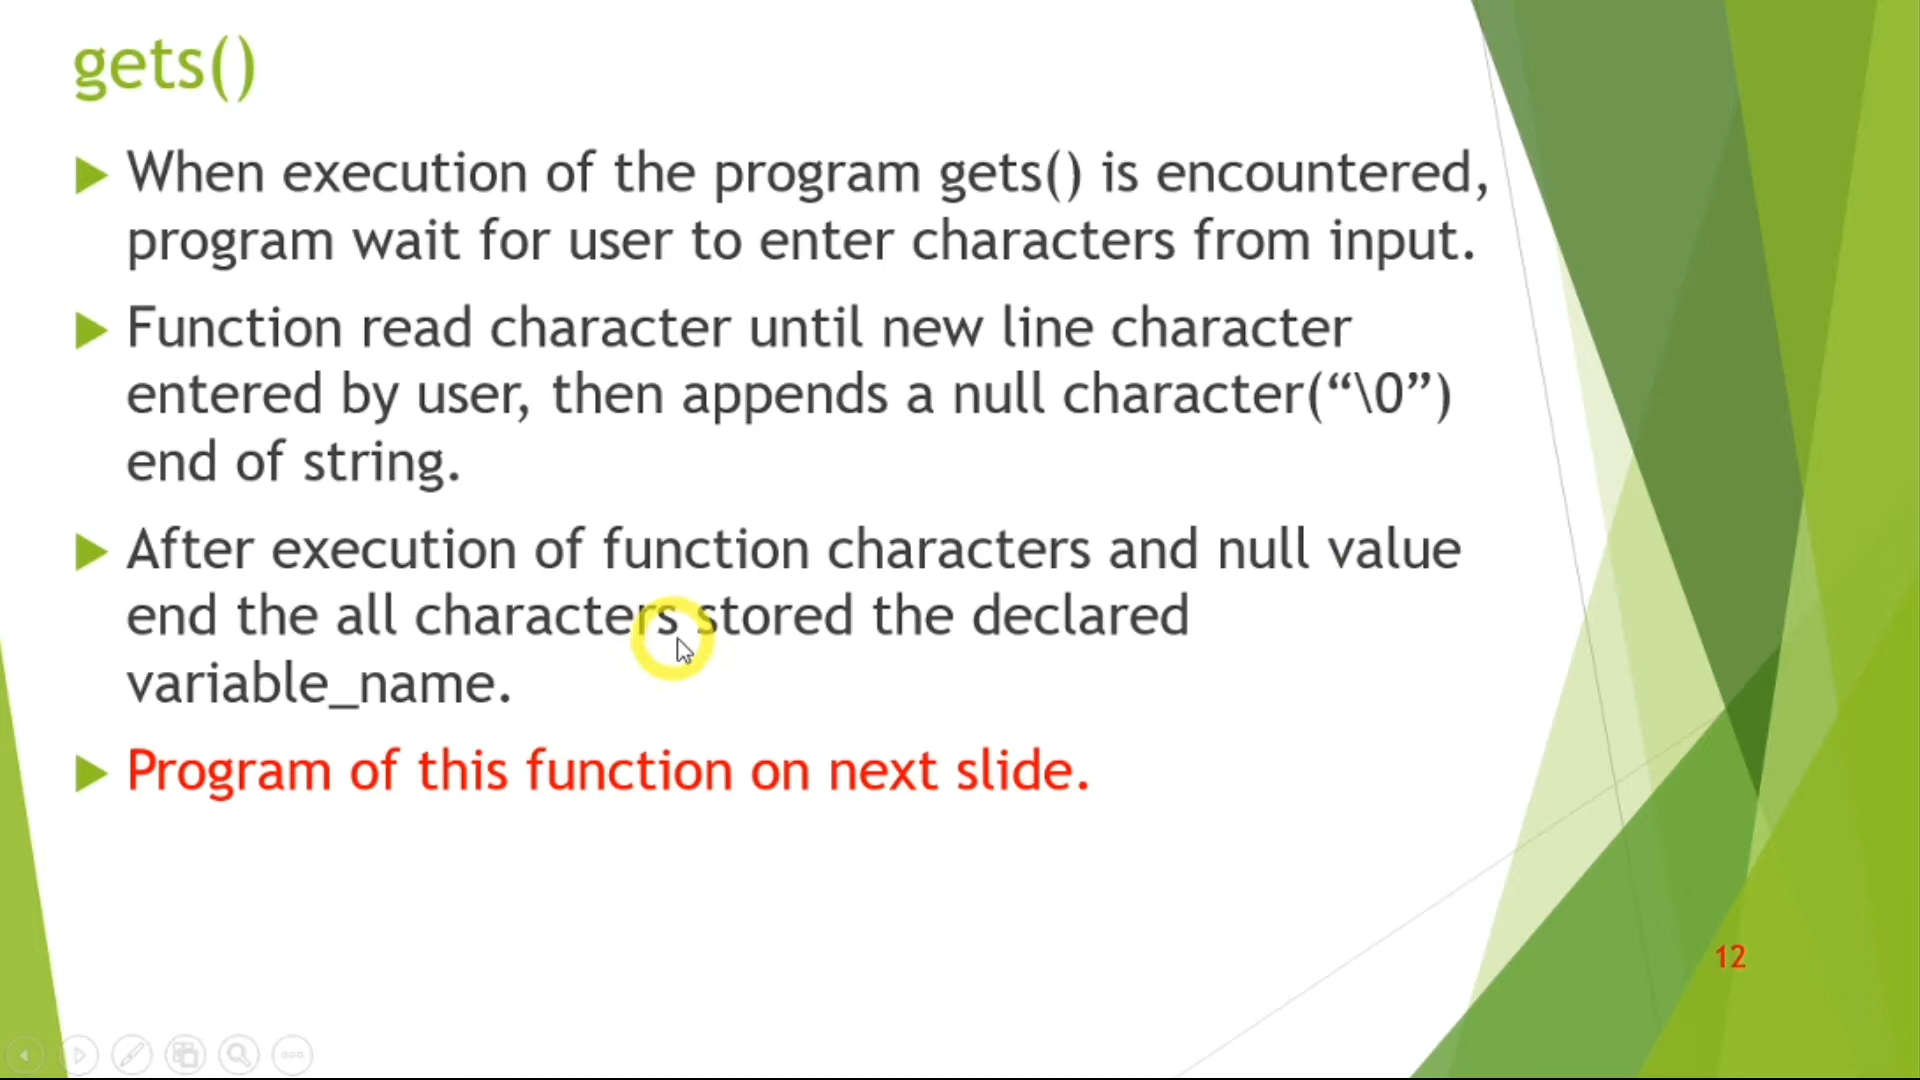 gets()
When execution of the program gets() is encountered,
program wait for user to enter characters from input.
Function read character until new line character
entered by user, then appends a null character(“\0”)
end of string.
After execution of function characters and null value
end the all characters stored the declared
variable_name.
Program of this function on next slide.
12